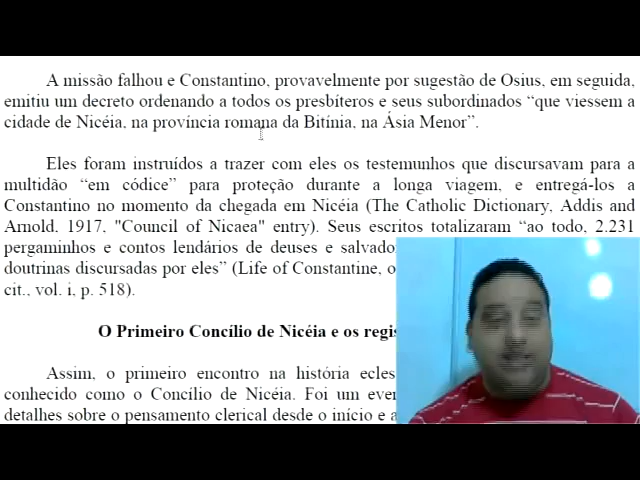 A missão falhou e Constantino, provavelmente por sugestão de Osius, em seguida,
emitiu um decreto ordenando a todos os presbíteros e seus subordinados “que viessem a
cidade de Nicéia, na província romana da Bitínia, na Ásia Menor”.
Eles foram instruídos a trazer com eles os testemunhos que discursavam para a
multidão “em códice” para proteção durante a longa viagem, e entregá-los a
Constantino no momento da chegada em Nicéia (The Catholic Dictionary, Addis and
Arnold, 1917, "Council of Nicaea" entry). Seus escritos totalizaram “ao todo, 2.231
pergaminhos e contos lendários de deuses e salvado
doutrinas discursadas por eles” (Life of Constantine, o
cit., vol. i, p. 518).
O Primeiro Concílio de Nicéia e os regis
Assim, o primeiro encontro na história ecles
conhecido como o Concílio de Nicéia. Foi um ever
detalhes sobre o pensamento clerical desde o início e a